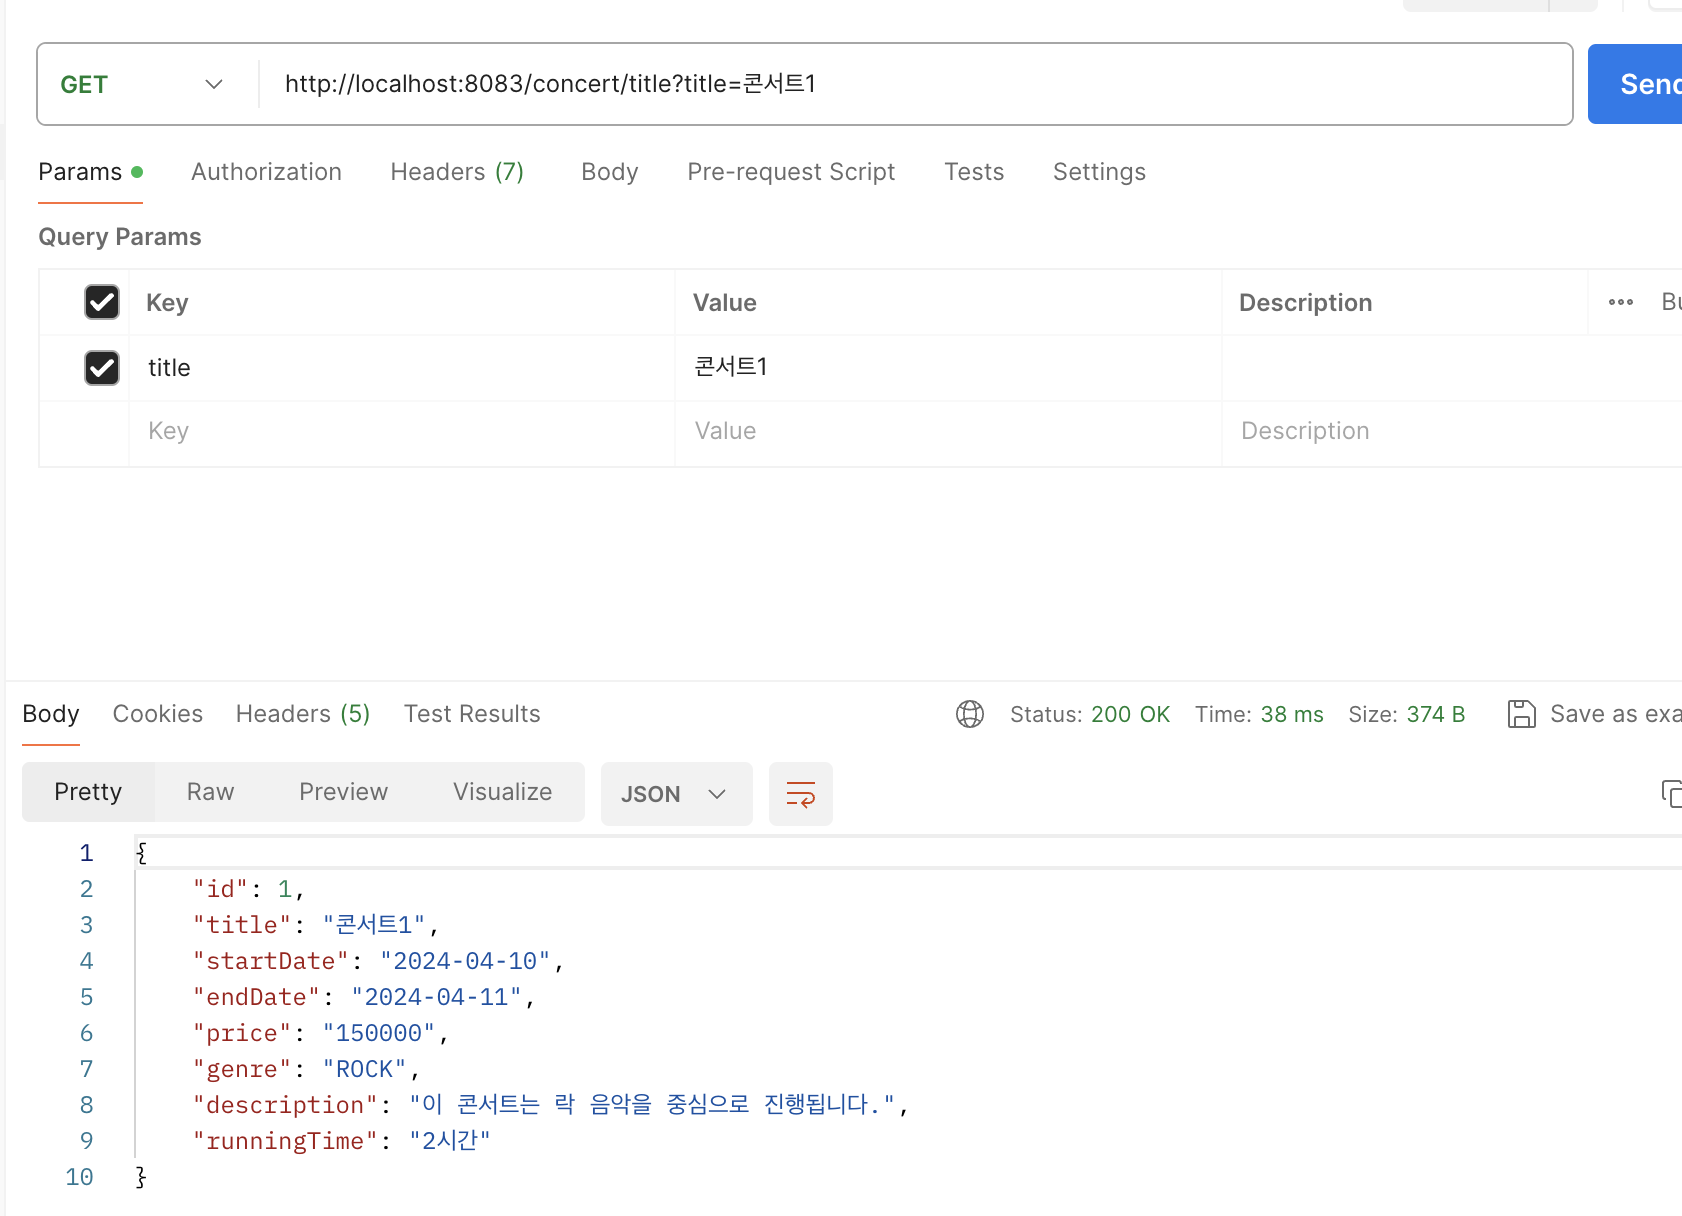 GET http://localhost:8083/concert/title?title=콘서트1 Send
Params Authorization Headers (7) Body Pre-request Script Tests Settings
Query Params
Key Value Description Bu
title 콘서트1
Key Value Description
Body Cookies Headers (5) Test Results Status: 200 OK Time: 38 ms Size: 374 B Save as exa
Pretty Raw Preview Visualize JSON
1 {
2 "id": 1,
3 "title": "콘서트1",
4 "startDate": "2024-04-10",
5 "endDate": "2024-04-11",
6 "price": "150000",
7 "genre": "ROCK",
8 "description": "이 콘서트는 락 음악을 중심으로 진행됩니다.",
9 "runningTime": "2시간"
10 }